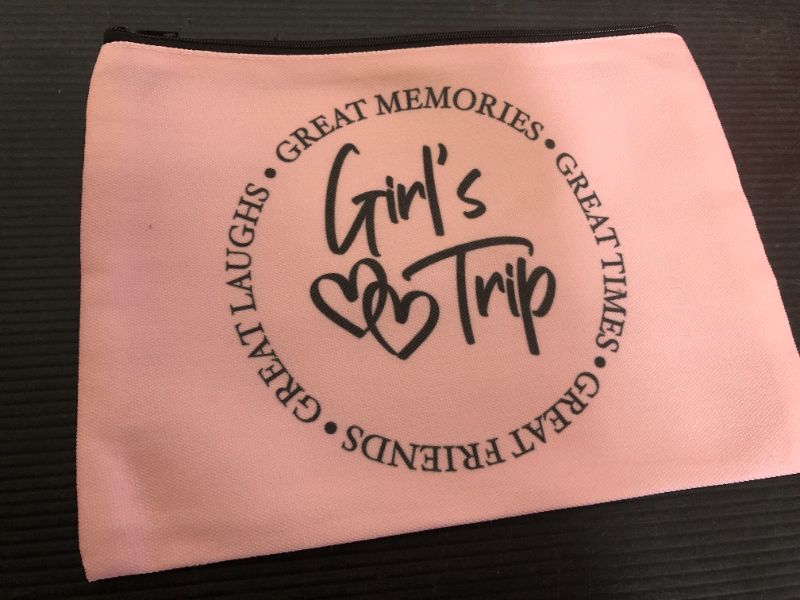 GREAT MEMORIES • GREAT TIMES • GREAT FRIENDS • GREAT LAUGHS •
Girl's
Trip